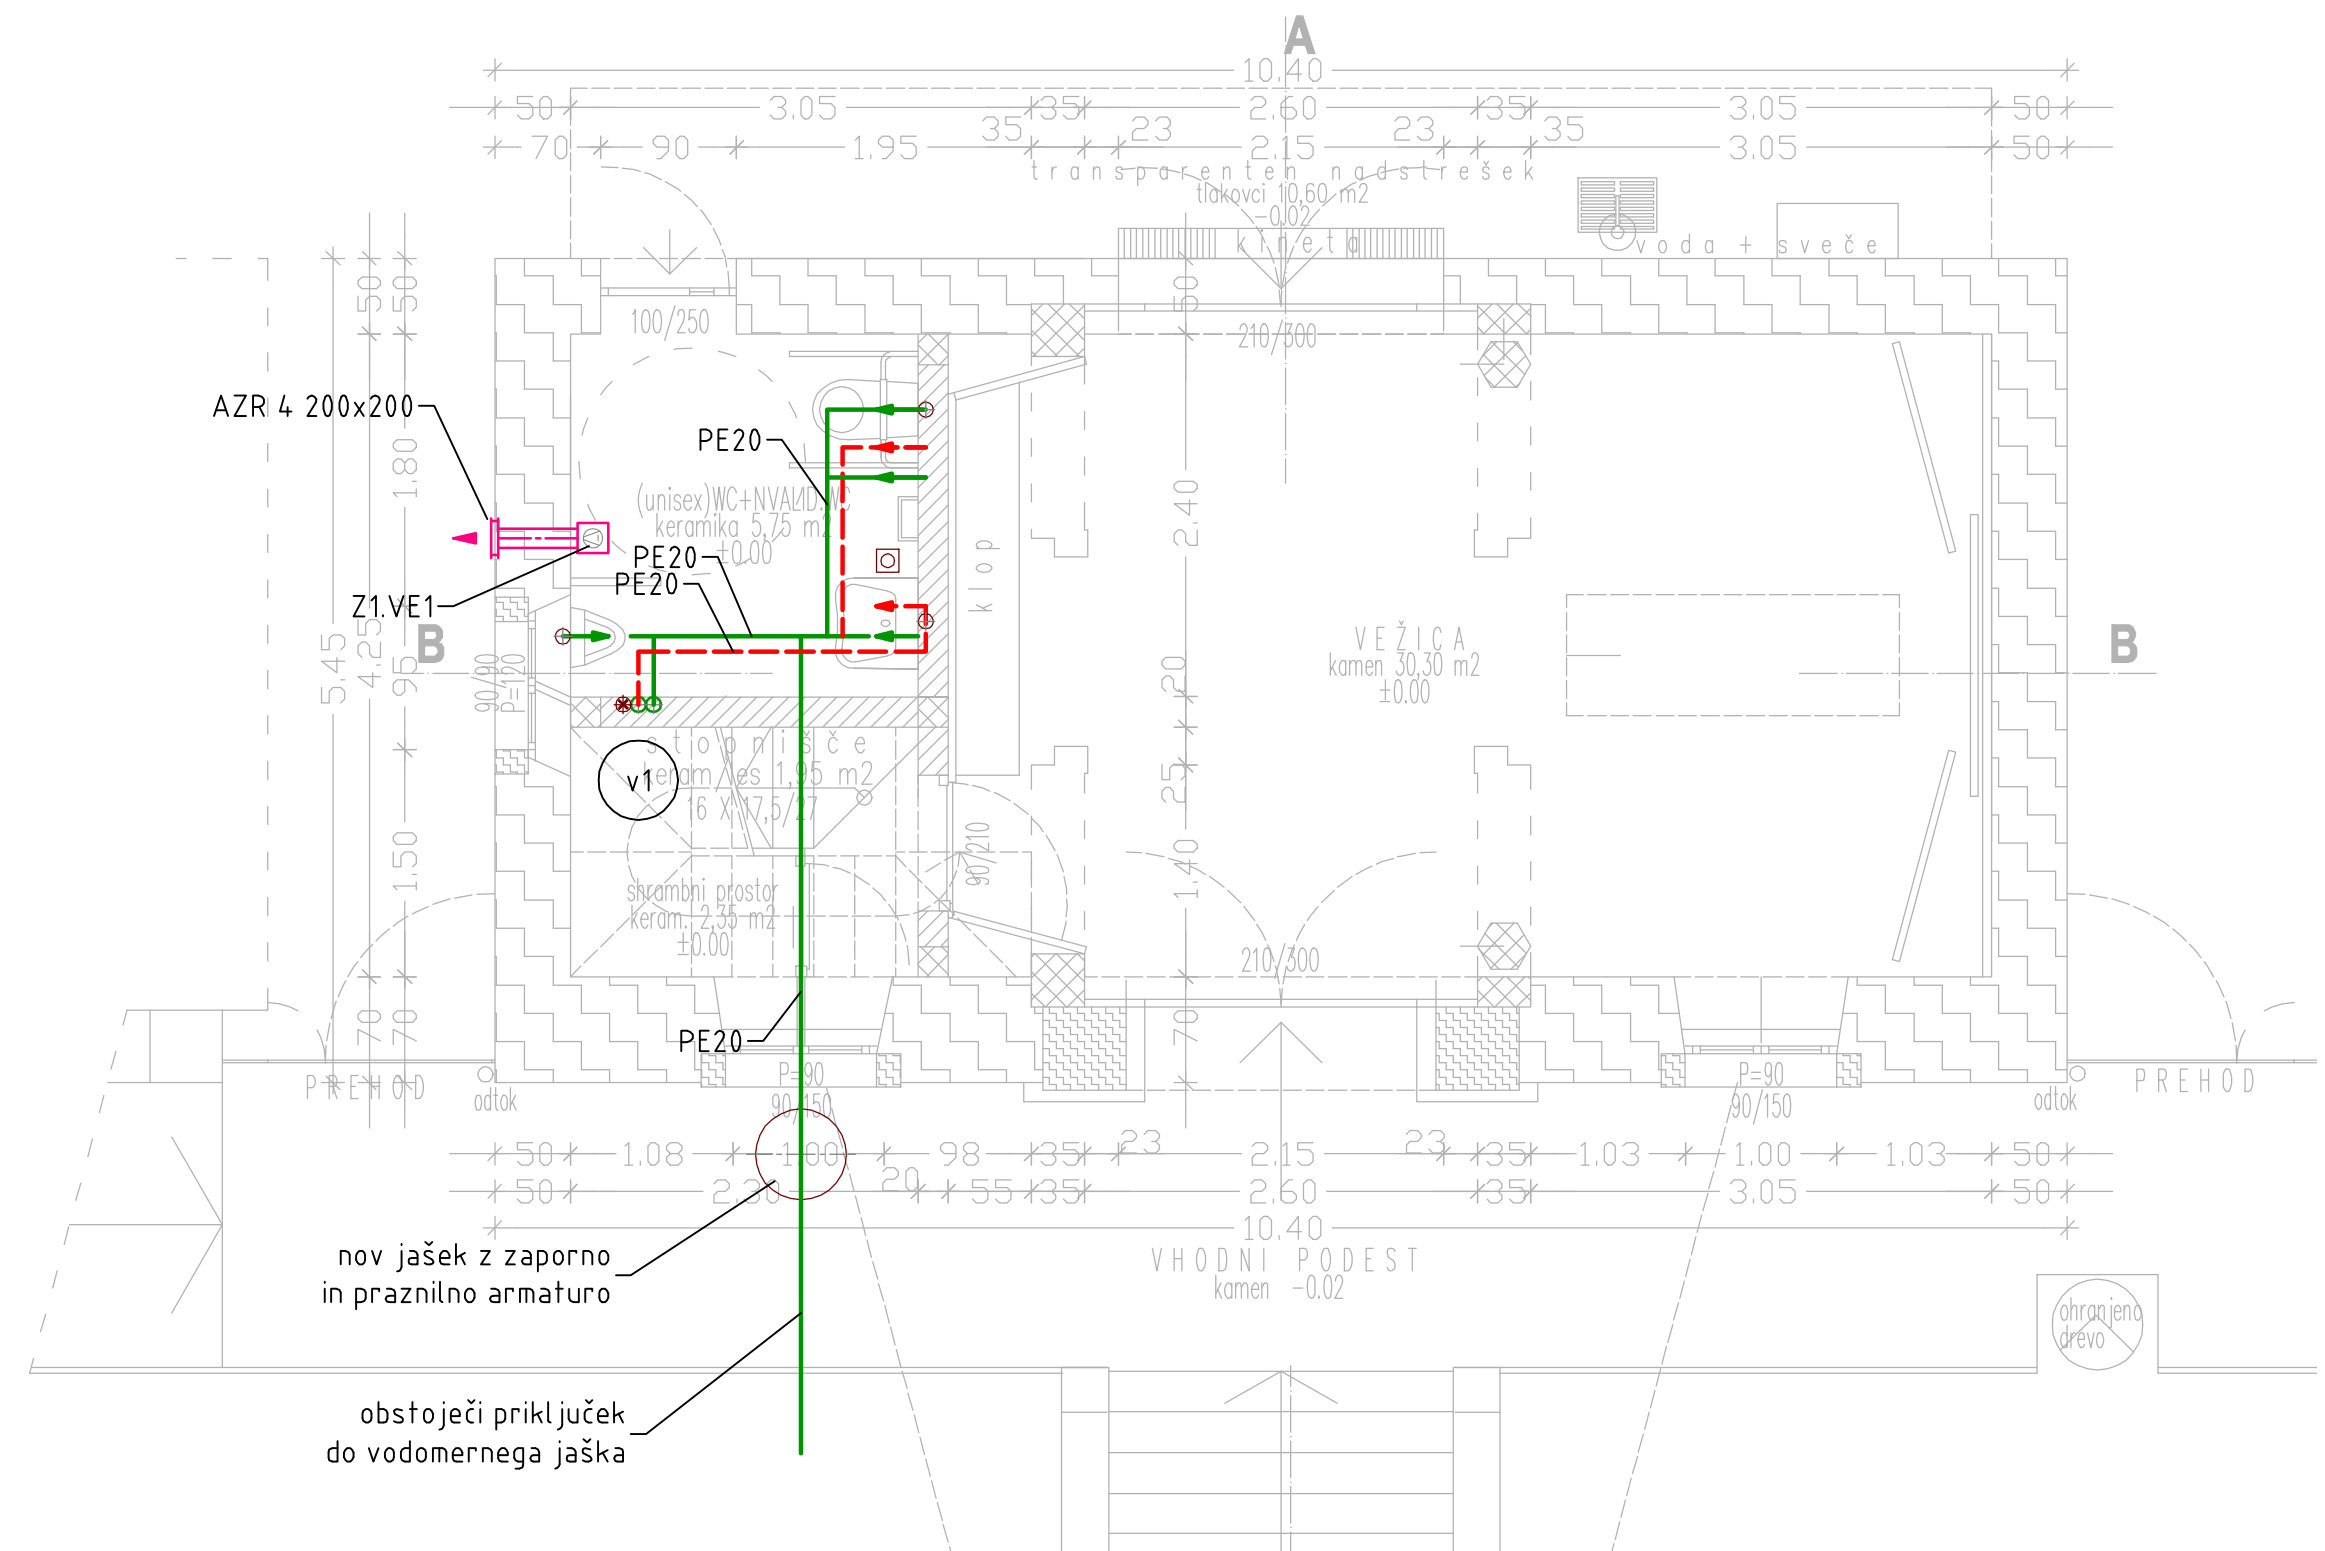 A
10.40
50 3.05 35 2.60 35 3.05 50
35 23 23 35
70 90 1.95 2.15 3.05 50
transparenten nadstrešek
tlakovci 10,60 m2
-0.02
kineta
voda + sveče
50 50 50
100/250
210/300
AZR 4 200x200
PE20
1.80
2.40
(unisex)WC+NVALID.WC
keramika 5,75 m2
±0.00
PE20
PE20
klop
Z1.VE1
B
B
5.45
4.25
95
90/90
P=120
20
VEŽICA
kamen 30,30 m2
±0.00
stopnišče
v1
25
16 X 17,5/27
1.50
1.40
90/210
shrambni prostor
keram. 2,35 m2
±0.00
210/300
70 70 70
PE20
P=90
90/150
P=90
90/150
PREHOD
odtok
PREHOD
odtok
50 1.08 1.00 98 35 23 2.15 23 35 1.03 1.00 1.03 50
50 2.30 20 55 35 2.60 35 3.05 50
10.40
nov jašek z zaporno
in praznilno armaturo
VHODNI PODEST
kamen -0.02
ohranjeno
drevo
obstoječi priključek
do vodomernega jaška